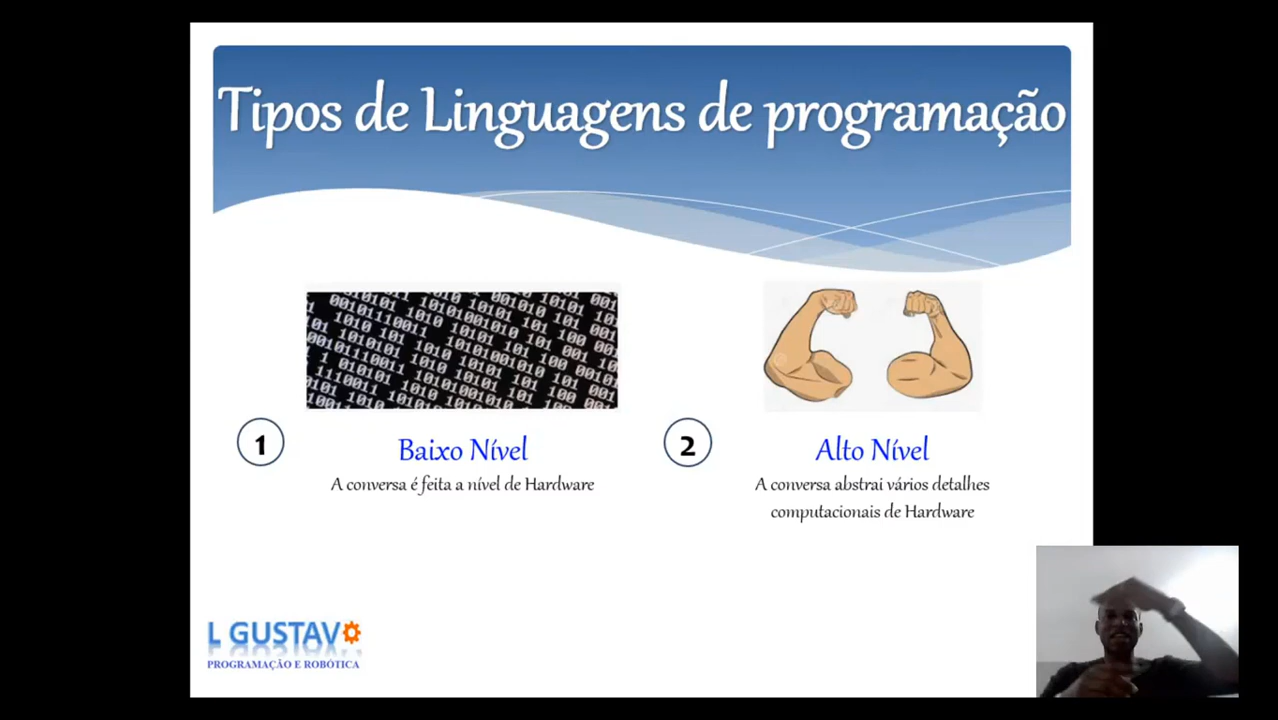 Tipos de Linguagens de programação
1
Baixo Nível
A conversa é feita a nível de Hardware
2
Alto Nível
A conversa abstrai vários detalhes
computacionais de Hardware
L GUSTAVO
PROGRAMAÇÃO E ROBÓTICA